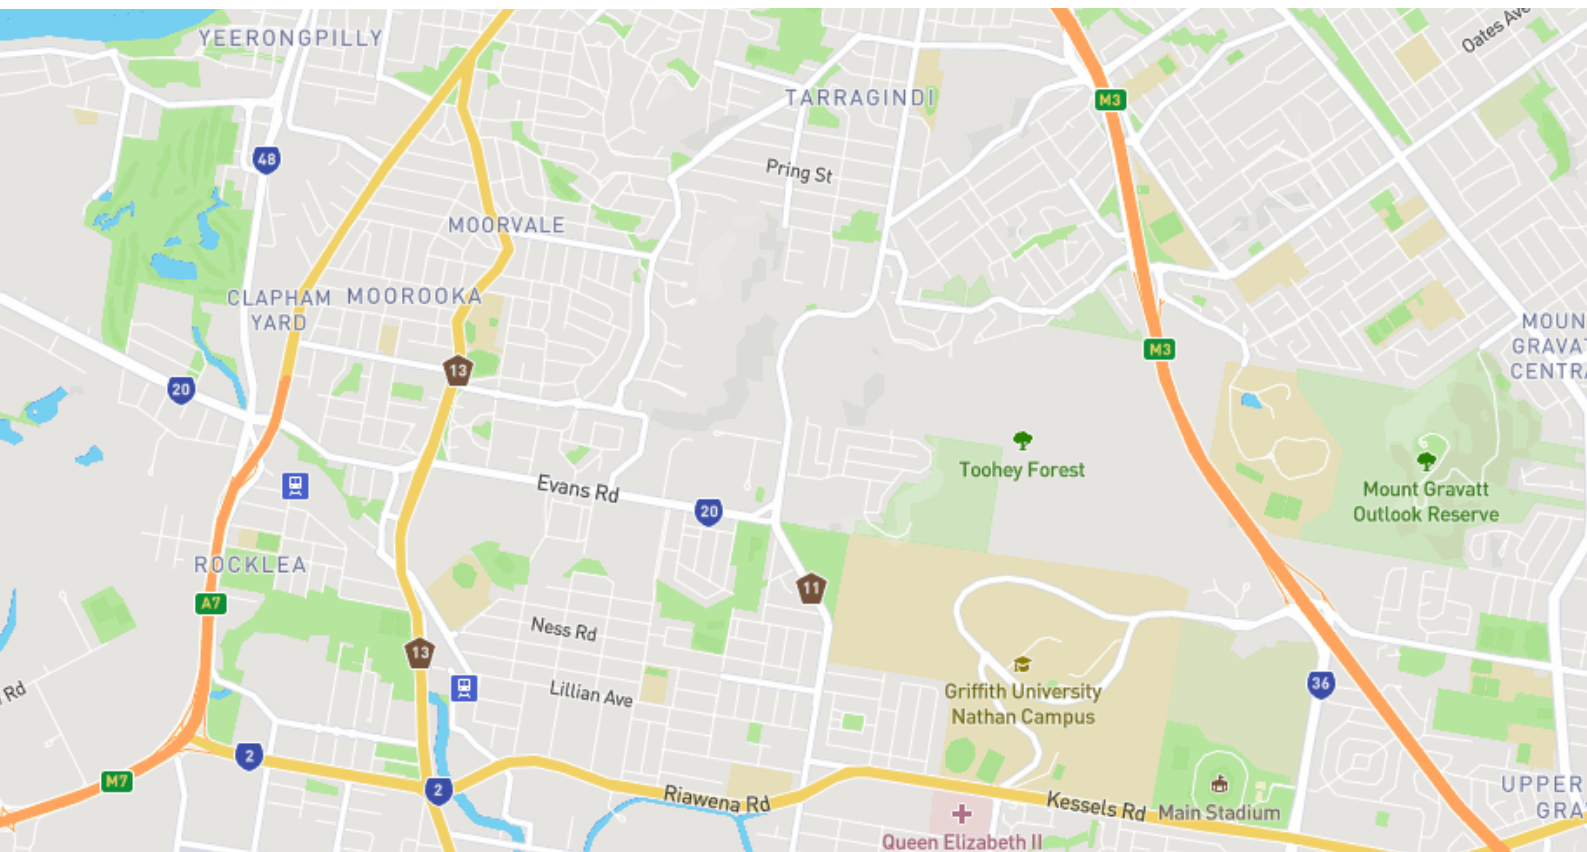 YEERONGPILLY
Oates Ave
TARRAGINDI
M3
48
Pring St
MOORVALE
CLAPHAM
YARD
MOOROOKA
MOUN
GRAVAT
CENTRA
M3
13
20
Toohey Forest
Mount Gravatt
Outlook Reserve
Evans Rd
20
ROCKLEA
11
A7
Ness Rd
13
Lillian Ave
Rd
Griffith University
Nathan Campus
36
2
M7
2
Riawena Rd
Kessels Rd
Main Stadium
UPPER
GRA
Queen Elizabeth II